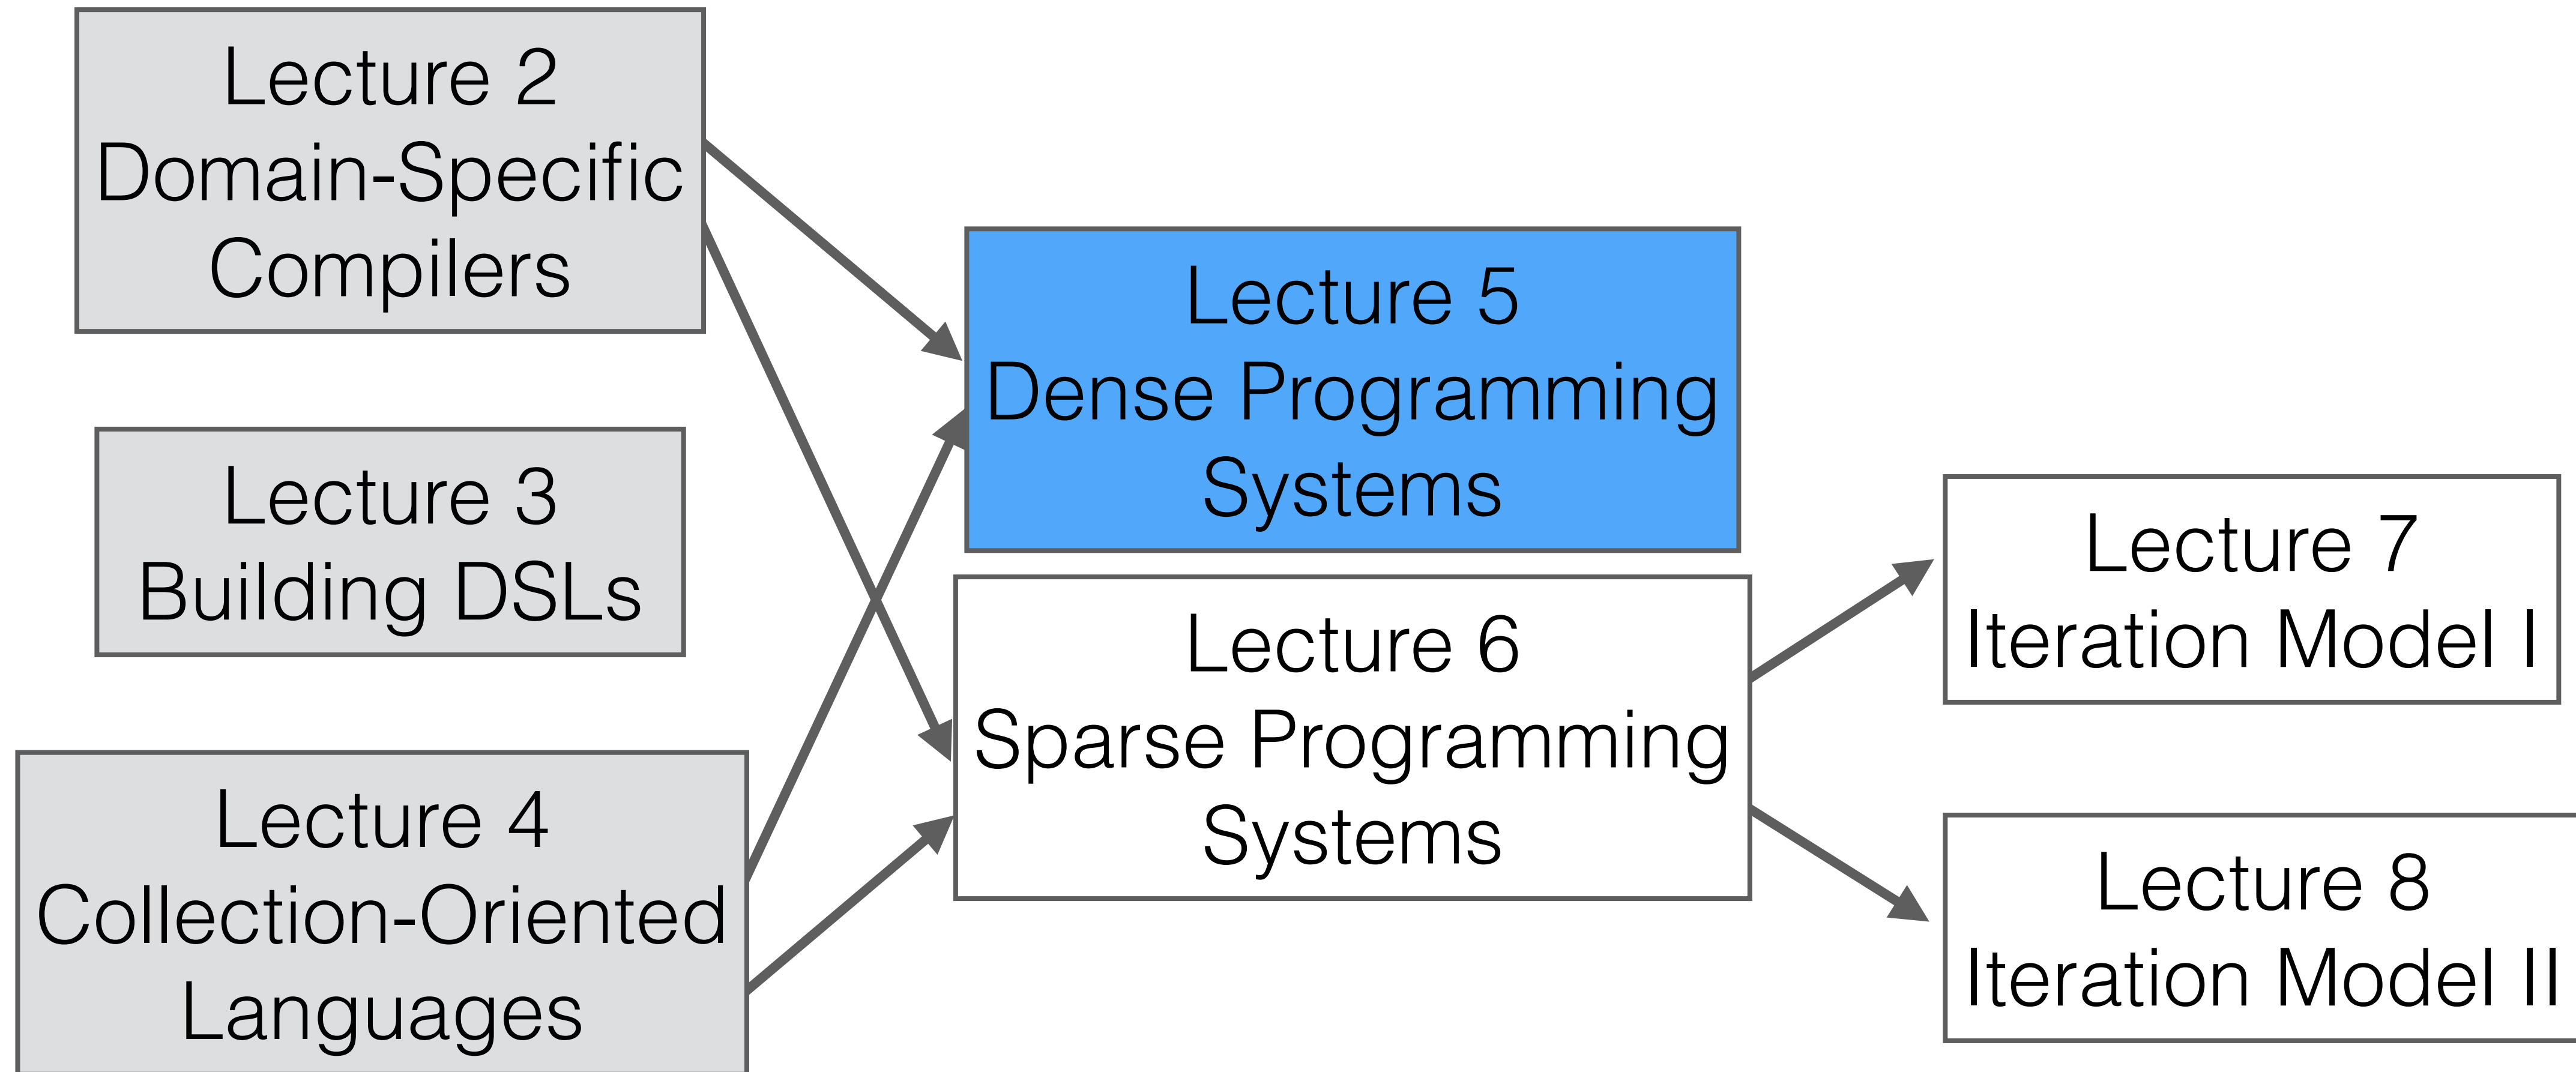 Lecture 2
Domain-Specific
Compilers
Lecture 3
Building DSLs
Lecture 4
Collection-Oriented
Languages
Lecture 5
Dense Programming
Systems
Lecture 6
Sparse Programming
Systems
Lecture 7
Iteration Model I
Lecture 8
Iteration Model II